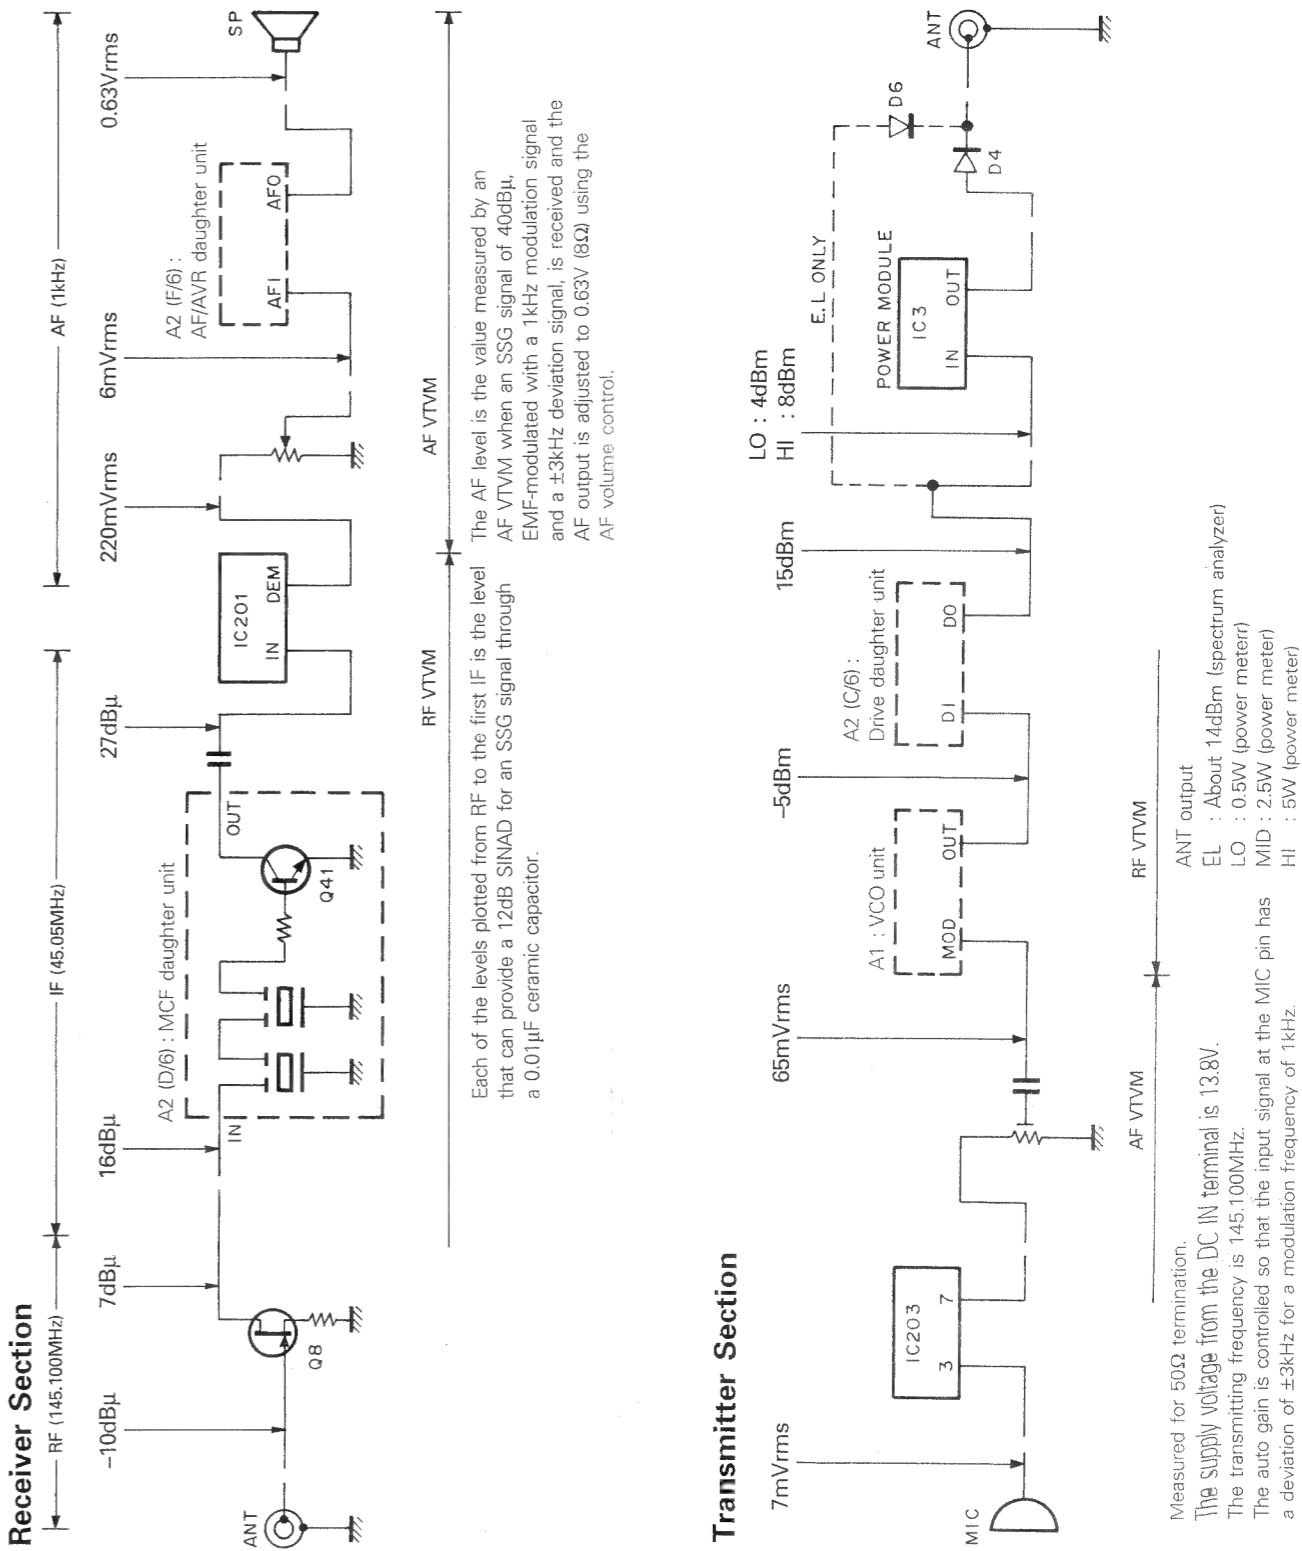 Receiver Section
RF (145.100MHz)
IF (45.05MHz)
AF (1kHz)
–10dBµ
7dBµ
16dBµ
27dBµ
220mVrms
6mVrms
0.63Vrms
ANT
Q8
A2 (D/6) : MCF daughter unit
IN
OUT
Q41
IC201
IN
DEM
A2 (F/6) :
AF/AVR daughter unit
AFI
AFO
SP
RF VTVM
AF VTVM
Each of the levels plotted from RF to the first IF is the level
that can provide a 12dB SINAD for an SSG signal through
a 0.01µF ceramic capacitor.
The AF level is the value measured by an
AF VTVM when an SSG signal of 40dBµ,
EMF-modulated with a 1kHz modulation signal
and a ±3kHz deviation signal, is received and the
AF output is adjusted to 0.63V (8Ω) using the
AF volume control.
Transmitter Section
7mVrms
65mVrms
–5dBm
15dBm
LO : 4dBm
HI : 8dBm
MIC
IC203
3
7
A1 : VCO unit
MOD
OUT
A2 (C/6) :
Drive daughter unit
DI
DO
E.L ONLY
POWER MODULE
IC3
IN
OUT
D6
D4
ANT
AF VTVM
RF VTVM
Measured for 50Ω termination.
The supply voltage from the DC IN terminal is 13.8V.
The transmitting frequency is 145.100MHz.
The auto gain is controlled so that the input signal at the MIC pin has
a deviation of ±3kHz for a modulation frequency of 1kHz.
ANT output
EL : About 14dBm (spectrum analyzer)
LO : 0.5W (power meterr)
MID : 2.5W (power meter)
HI : 5W (power meter)